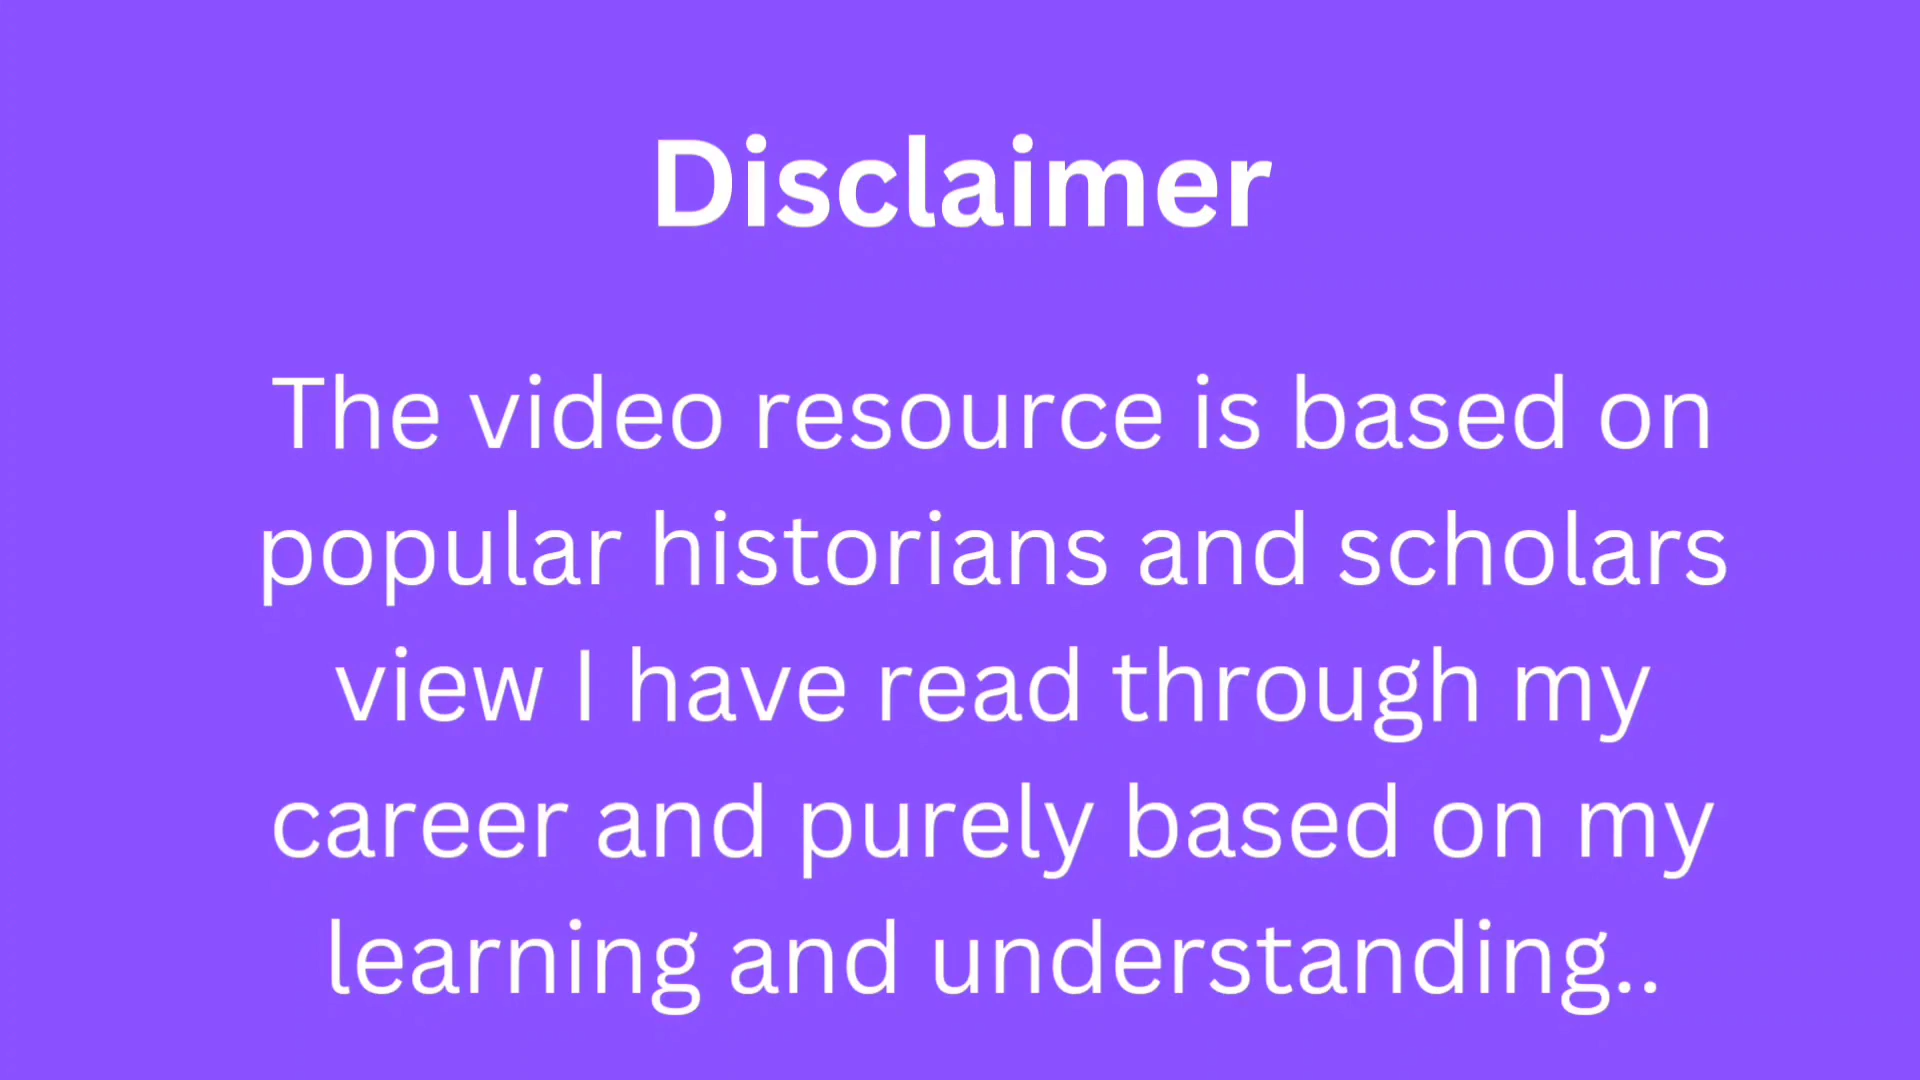 Disclaimer
The video resource is based on
popular historians and scholars
view I have read through my
career and purely based on my
learning and understanding..